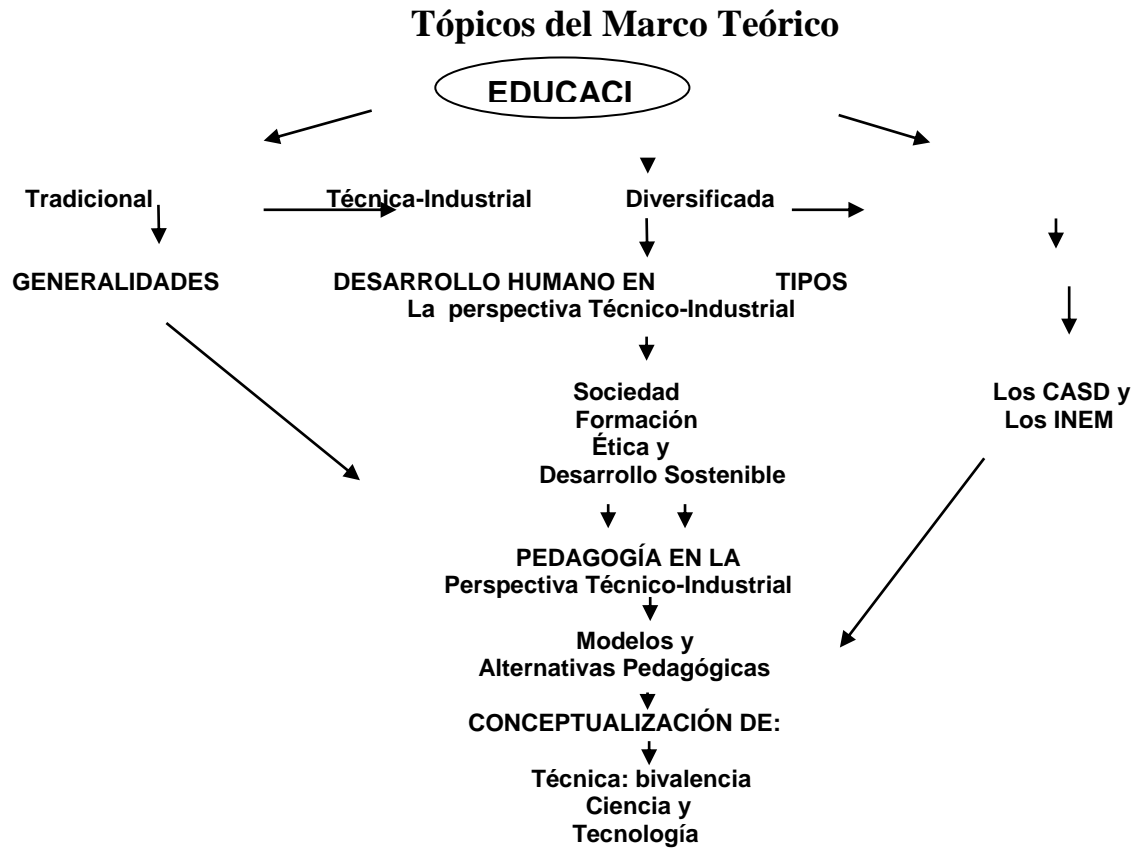 Tópicos del Marco Teórico
EDUCACI
Tradicional Técnica-Industrial Diversificada
GENERALIDADES DESARROLLO HUMANO EN TIPOS
La perspectiva Técnico-Industrial
Sociedad Los CASD y
Formación Los INEM
Ética y
Desarrollo Sostenible
PEDAGOGÍA EN LA
Perspectiva Técnico-Industrial
Modelos y
Alternativas Pedagógicas
CONCEPTUALIZACIÓN DE:
Técnica: bivalencia
Ciencia y
Tecnología